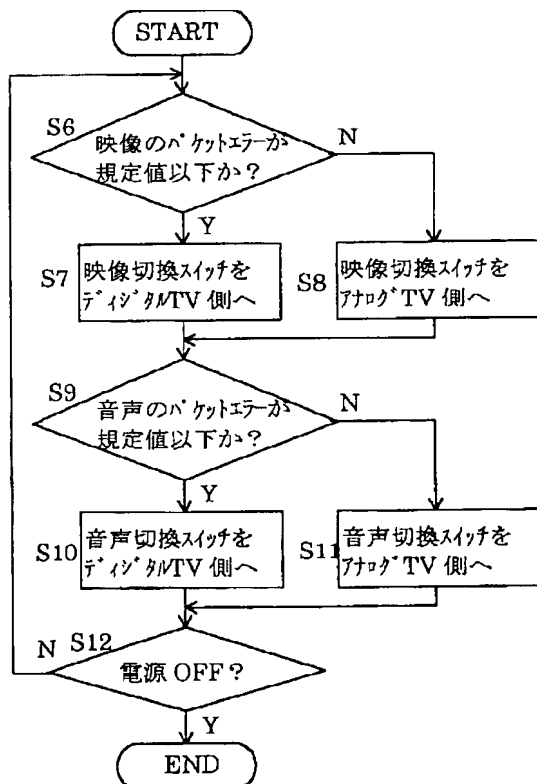 START
S6
映像のパケットエラーが
規定値以下か？
N
Y
S7
映像切換スイッチを
ディジタルTV 側へ
S8
映像切換スイッチを
アナログTV 側へ
S9
音声のパケットエラーが
規定値以下か？
N
Y
S10
音声切換スイッチを
ディジタルTV 側へ
S11
音声切換スイッチを
アナログTV 側へ
S12
N
電源 OFF？
Y
END